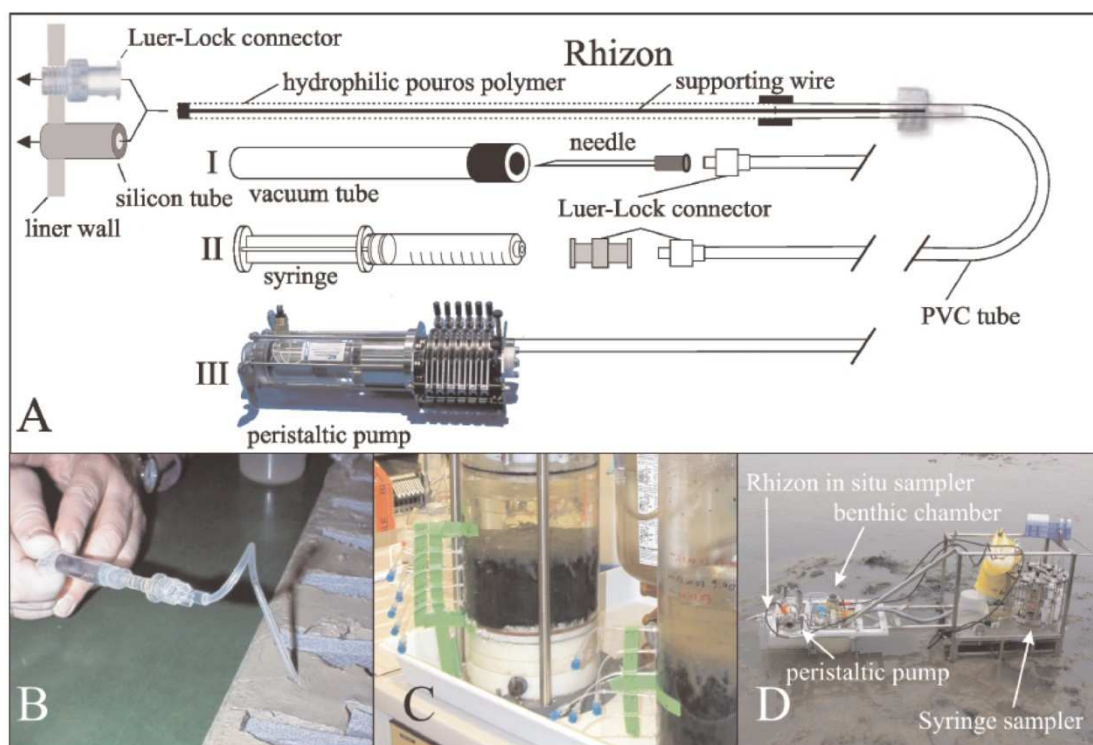 Luer-Lock connector
Rhizon
hydrophilic pouros polymer
supporting wire
I
needle
silicon tube
vacuum tube
liner wall
Luer-Lock connector
II
syringe
PVC tube
III
A
peristaltic pump
Rhizon in situ sampler
benthic chamber
peristaltic pump
B
C
D
Syringe sampler